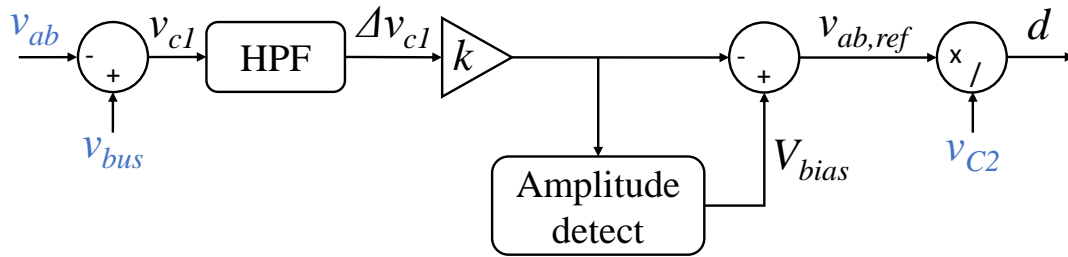 v_ab
-
+
v_bus
v_c1
HPF
Δv_c1
k
Amplitude
detect
-
+
V_bias
v_ab,ref
x
/
v_C2
d